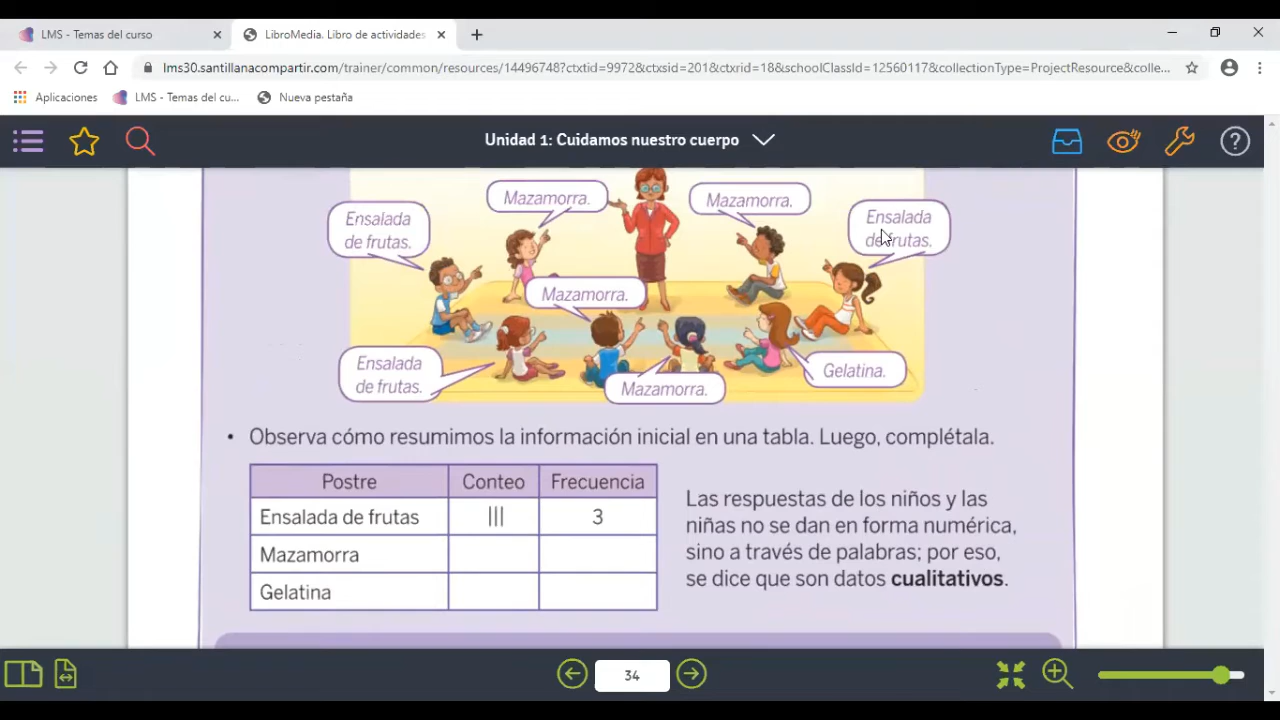 LMS - Temas del curso
LibroMedia. Libro de actividades
lms30.santillanacompartir.com/trainer/common/resources/14496748?ctxtid=9972&ctxsid=201&ctxrid=18&schoolClassId=12560117&collectionType=ProjectResource&colle...
Aplicaciones
LMS - Temas del cu...
Nueva pestaña
Unidad 1: Cuidamos nuestro cuerpo
Mazamorra.
Mazamorra.
Ensalada
de frutas.
Ensalada
de frutas.
Mazamorra.
Ensalada
de frutas.
Mazamorra.
Gelatina.
• Observa cómo resumimos la información inicial en una tabla. Luego, complétala.
Postre Conteo Frecuencia
Ensalada de frutas ||| 3
Mazamorra
Gelatina
Las respuestas de los niños y las
niñas no se dan en forma numérica,
sino a través de palabras; por eso,
se dice que son datos cualitativos.
34